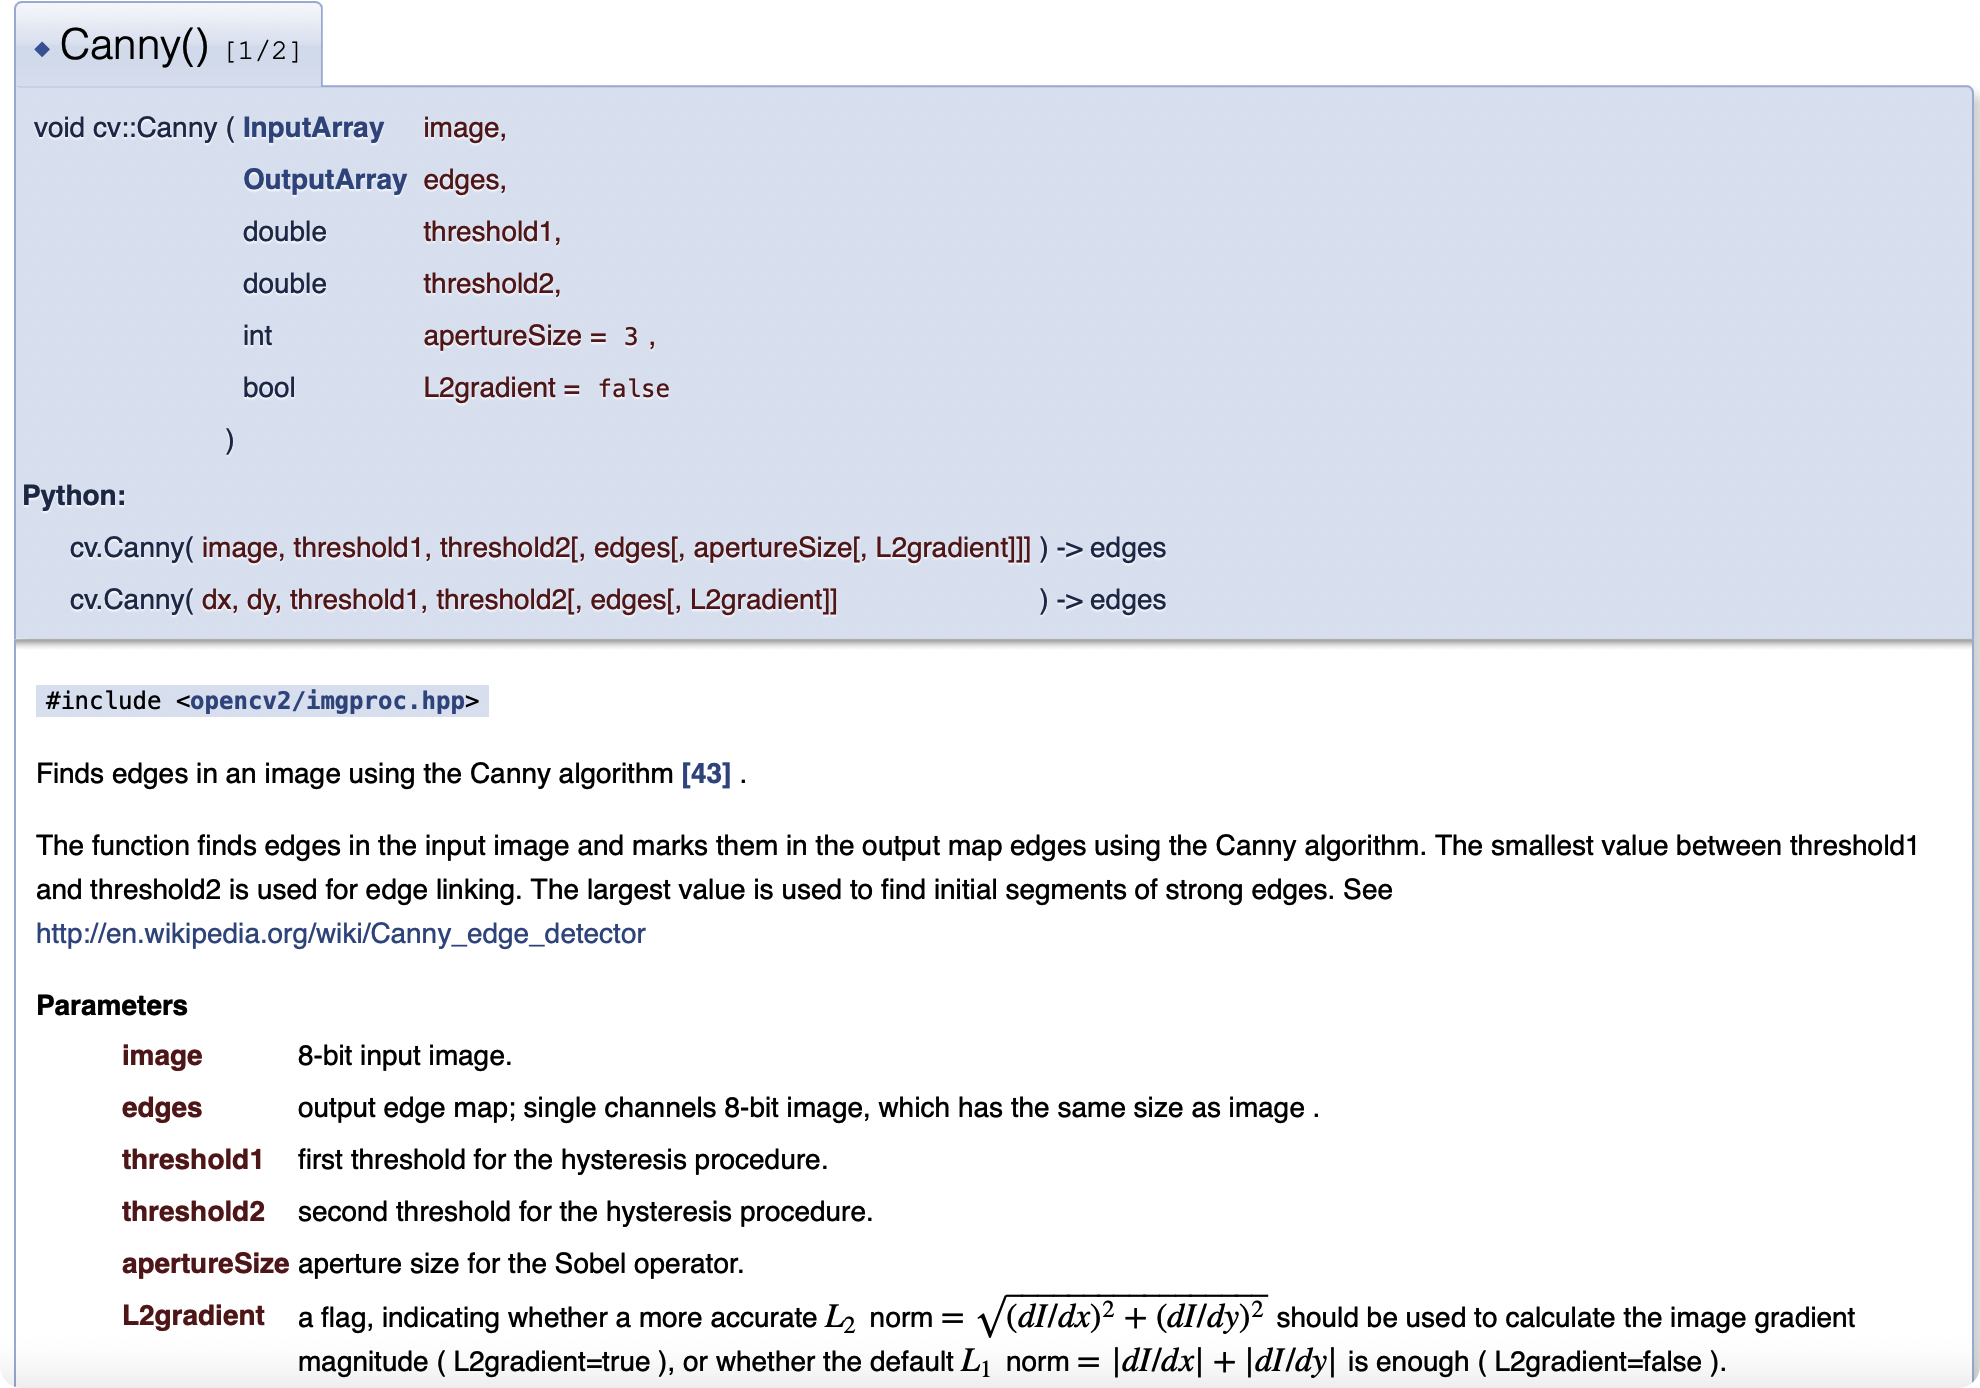 ◆ Canny() [1/2]
void cv::Canny ( InputArray image,
OutputArray edges,
double threshold1,
double threshold2,
int apertureSize = 3 ,
bool L2gradient = false
)
Python:
cv.Canny( image, threshold1, threshold2[, edges[, apertureSize[, L2gradient]]] ) -> edges
cv.Canny( dx, dy, threshold1, threshold2[, edges[, L2gradient]] ) -> edges
#include <opencv2/imgproc.hpp>
Finds edges in an image using the Canny algorithm [43] .
The function finds edges in the input image and marks them in the output map edges using the Canny algorithm. The smallest value between threshold1
and threshold2 is used for edge linking. The largest value is used to find initial segments of strong edges. See
http://en.wikipedia.org/wiki/Canny_edge_detector
Parameters
image 8-bit input image.
edges output edge map; single channels 8-bit image, which has the same size as image .
threshold1 first threshold for the hysteresis procedure.
threshold2 second threshold for the hysteresis procedure.
apertureSize aperture size for the Sobel operator.
L2gradient a flag, indicating whether a more accurate L₂ norm = √(dI/dx)² + (dI/dy)² should be used to calculate the image gradient
magnitude ( L2gradient=true ), or whether the default L₁ norm = |dI/dx| + |dI/dy| is enough ( L2gradient=false ).